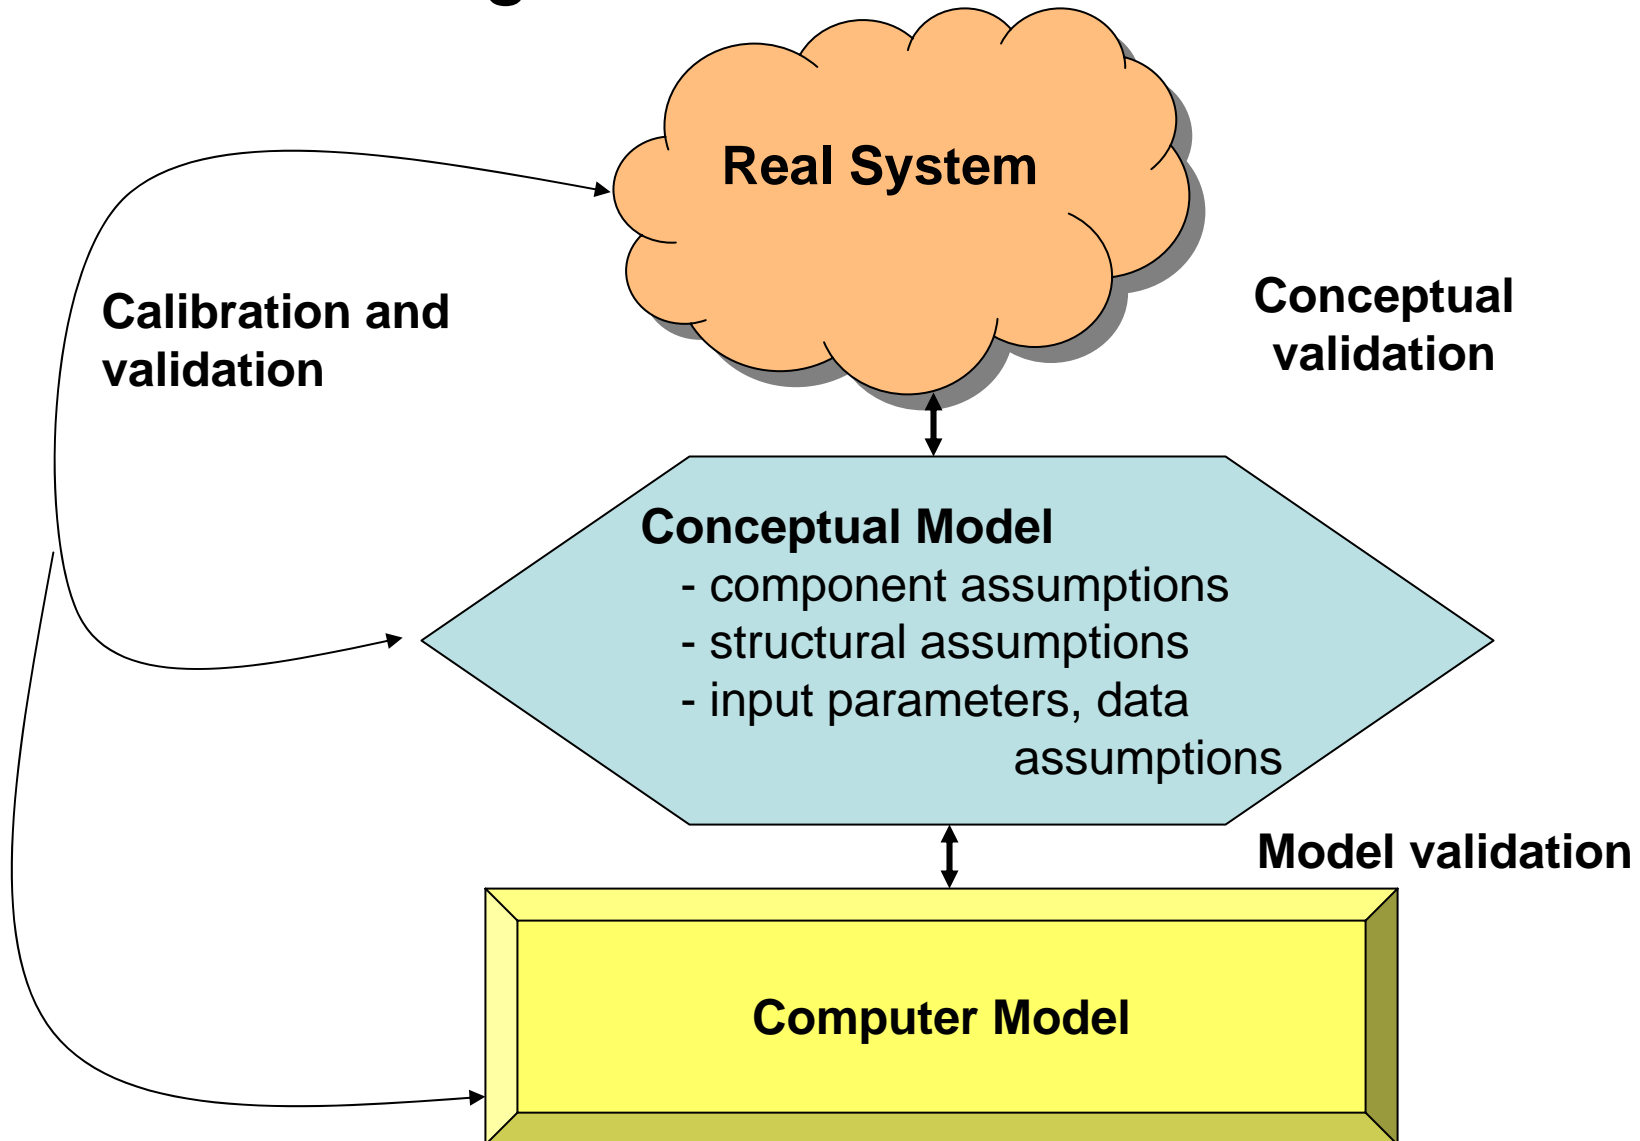 Real System
Calibration and
validation
Conceptual
validation
Conceptual Model
- component assumptions
- structural assumptions
- input parameters, data
assumptions
Model validation
Computer Model